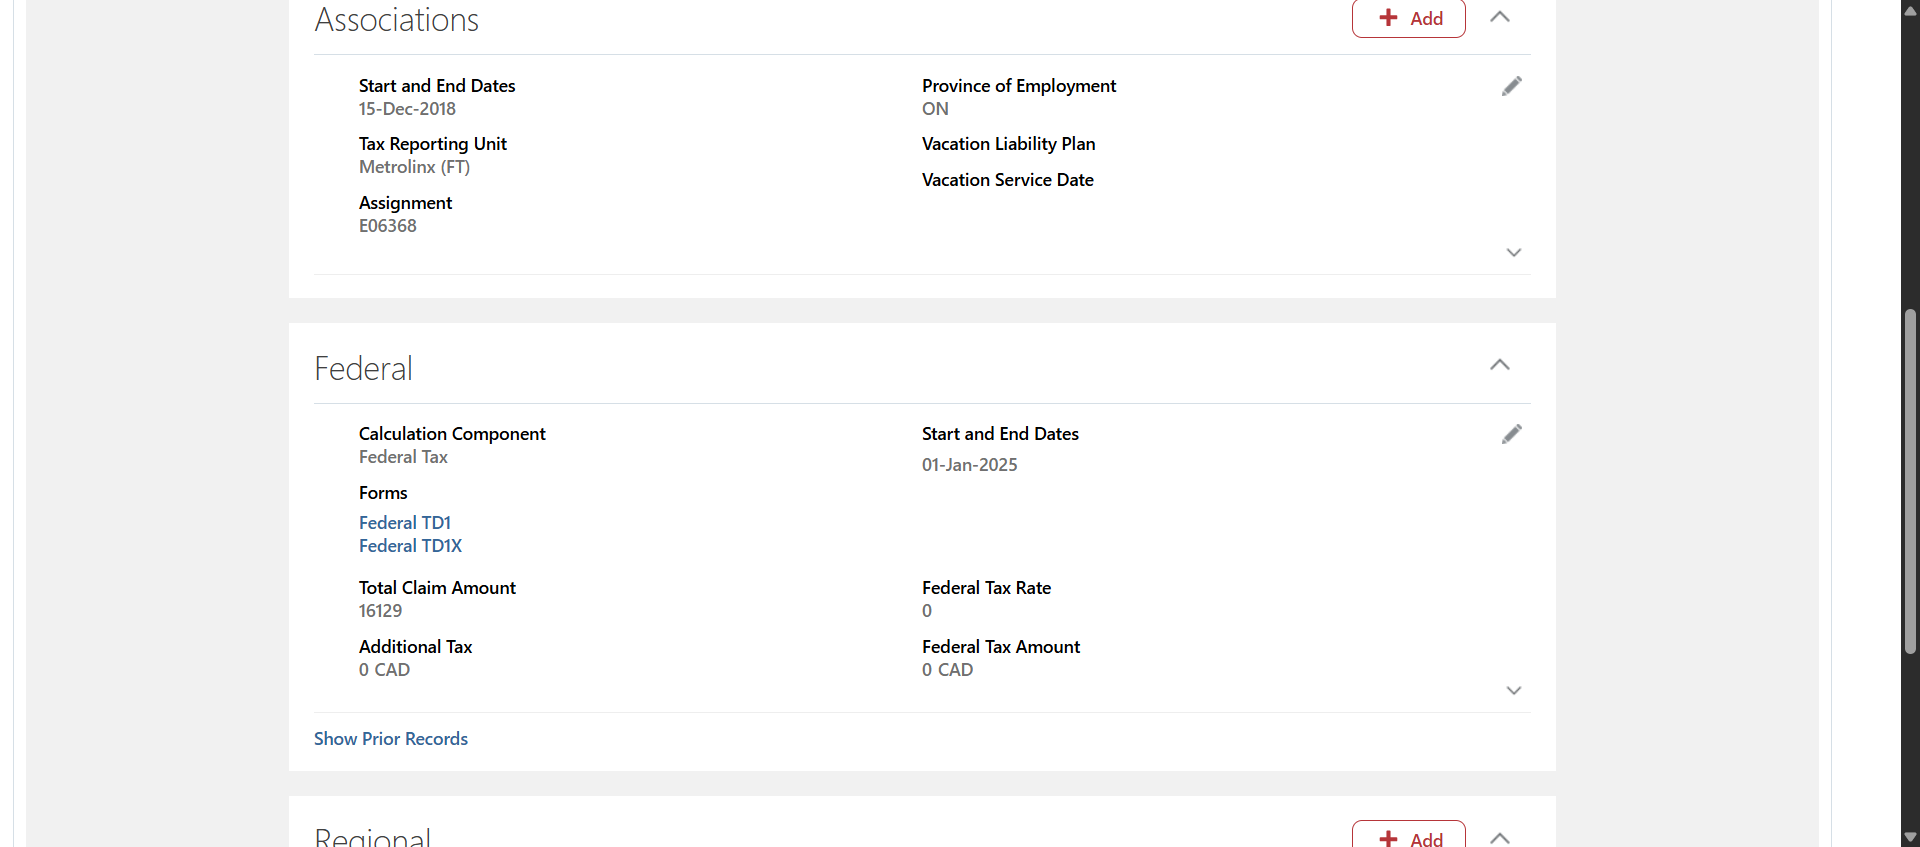 Associations
Add
Start and End Dates
15-Dec-2018
Province of Employment
ON
Tax Reporting Unit
Metrolinx (FT)
Vacation Liability Plan
Assignment
E06368
Vacation Service Date
Federal
Calculation Component
Federal Tax
Start and End Dates
01-Jan-2025
Forms
Federal TD1
Federal TD1X
Total Claim Amount
16129
Federal Tax Rate
0
Additional Tax
0 CAD
Federal Tax Amount
0 CAD
Show Prior Records
Regional
Add